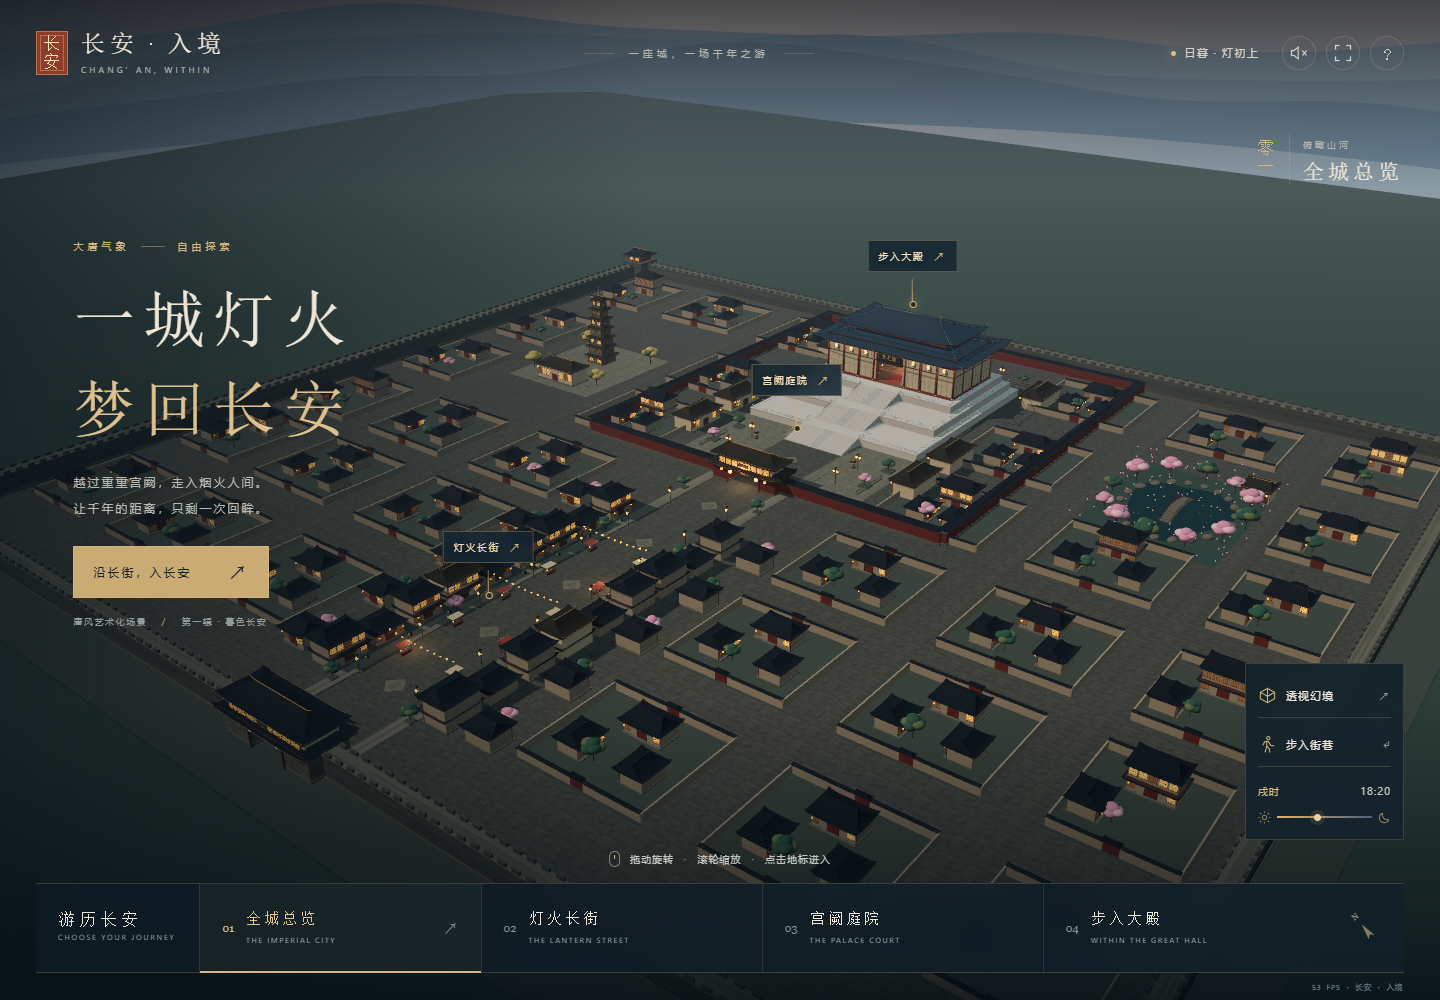 长安
长安 · 入境
CHANG' AN, WITHIN
一座城，一场千年之游
日暮 · 灯初上
?
零
俯瞰山河
全城总览
大唐气象 自由探索
一城灯火
梦回长安
越过重重宫阙，走入烟火人间。
让千年的距离，只剩一次回眸。
沿长街，入长安 ↗
唐风艺术化场景 / 第一辑 · 暮色长安
步入大殿 ↗
宫阙庭院 ↗
灯火长街 ↗
透视幻境 ↗
步入街巷 ↲
戌时 18:20
拖动旋转 · 滚轮缩放 · 点击地标进入
游历长安
CHOOSE YOUR JOURNEY
01 全城总览 ↗
THE IMPERIAL CITY
02 灯火长街
THE LANTERN STREET
03 宫阙庭院
THE PALACE COURT
04 步入大殿
WITHIN THE GREAT HALL
53 FPS · 长安 · 入境